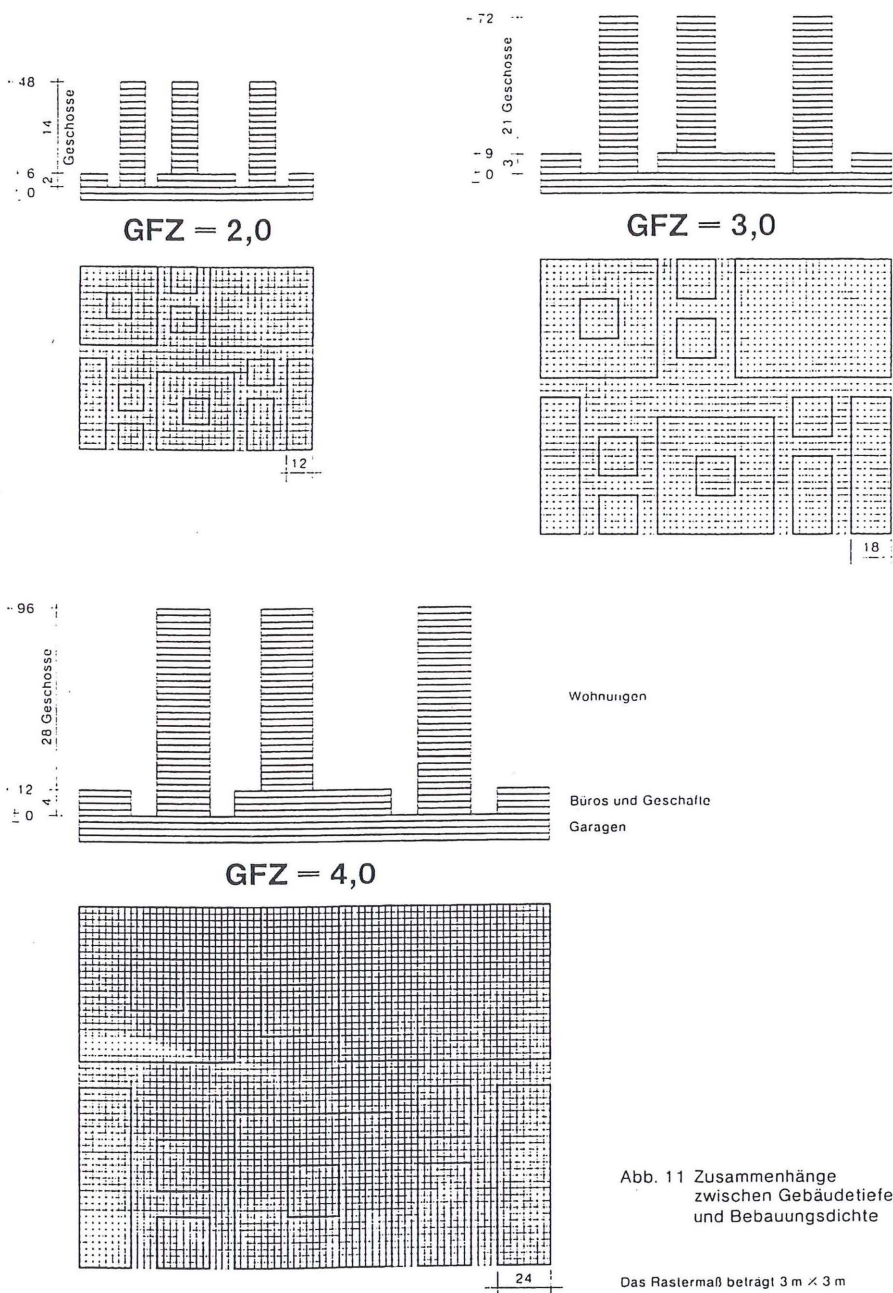 48
14
Geschosse
6
2
± 0
GFZ = 2,0
12
72
21 Geschosse
9
3
± 0
GFZ = 3,0
18
96
28 Geschosse
12
4
± 0
Wohnungen
Büros und Geschäfte
Garagen
GFZ = 4,0
24
Abb. 11 Zusammenhänge
zwischen Gebäudetiefe
und Bebauungsdichte
Das Rastermaß beträgt 3 m × 3 m